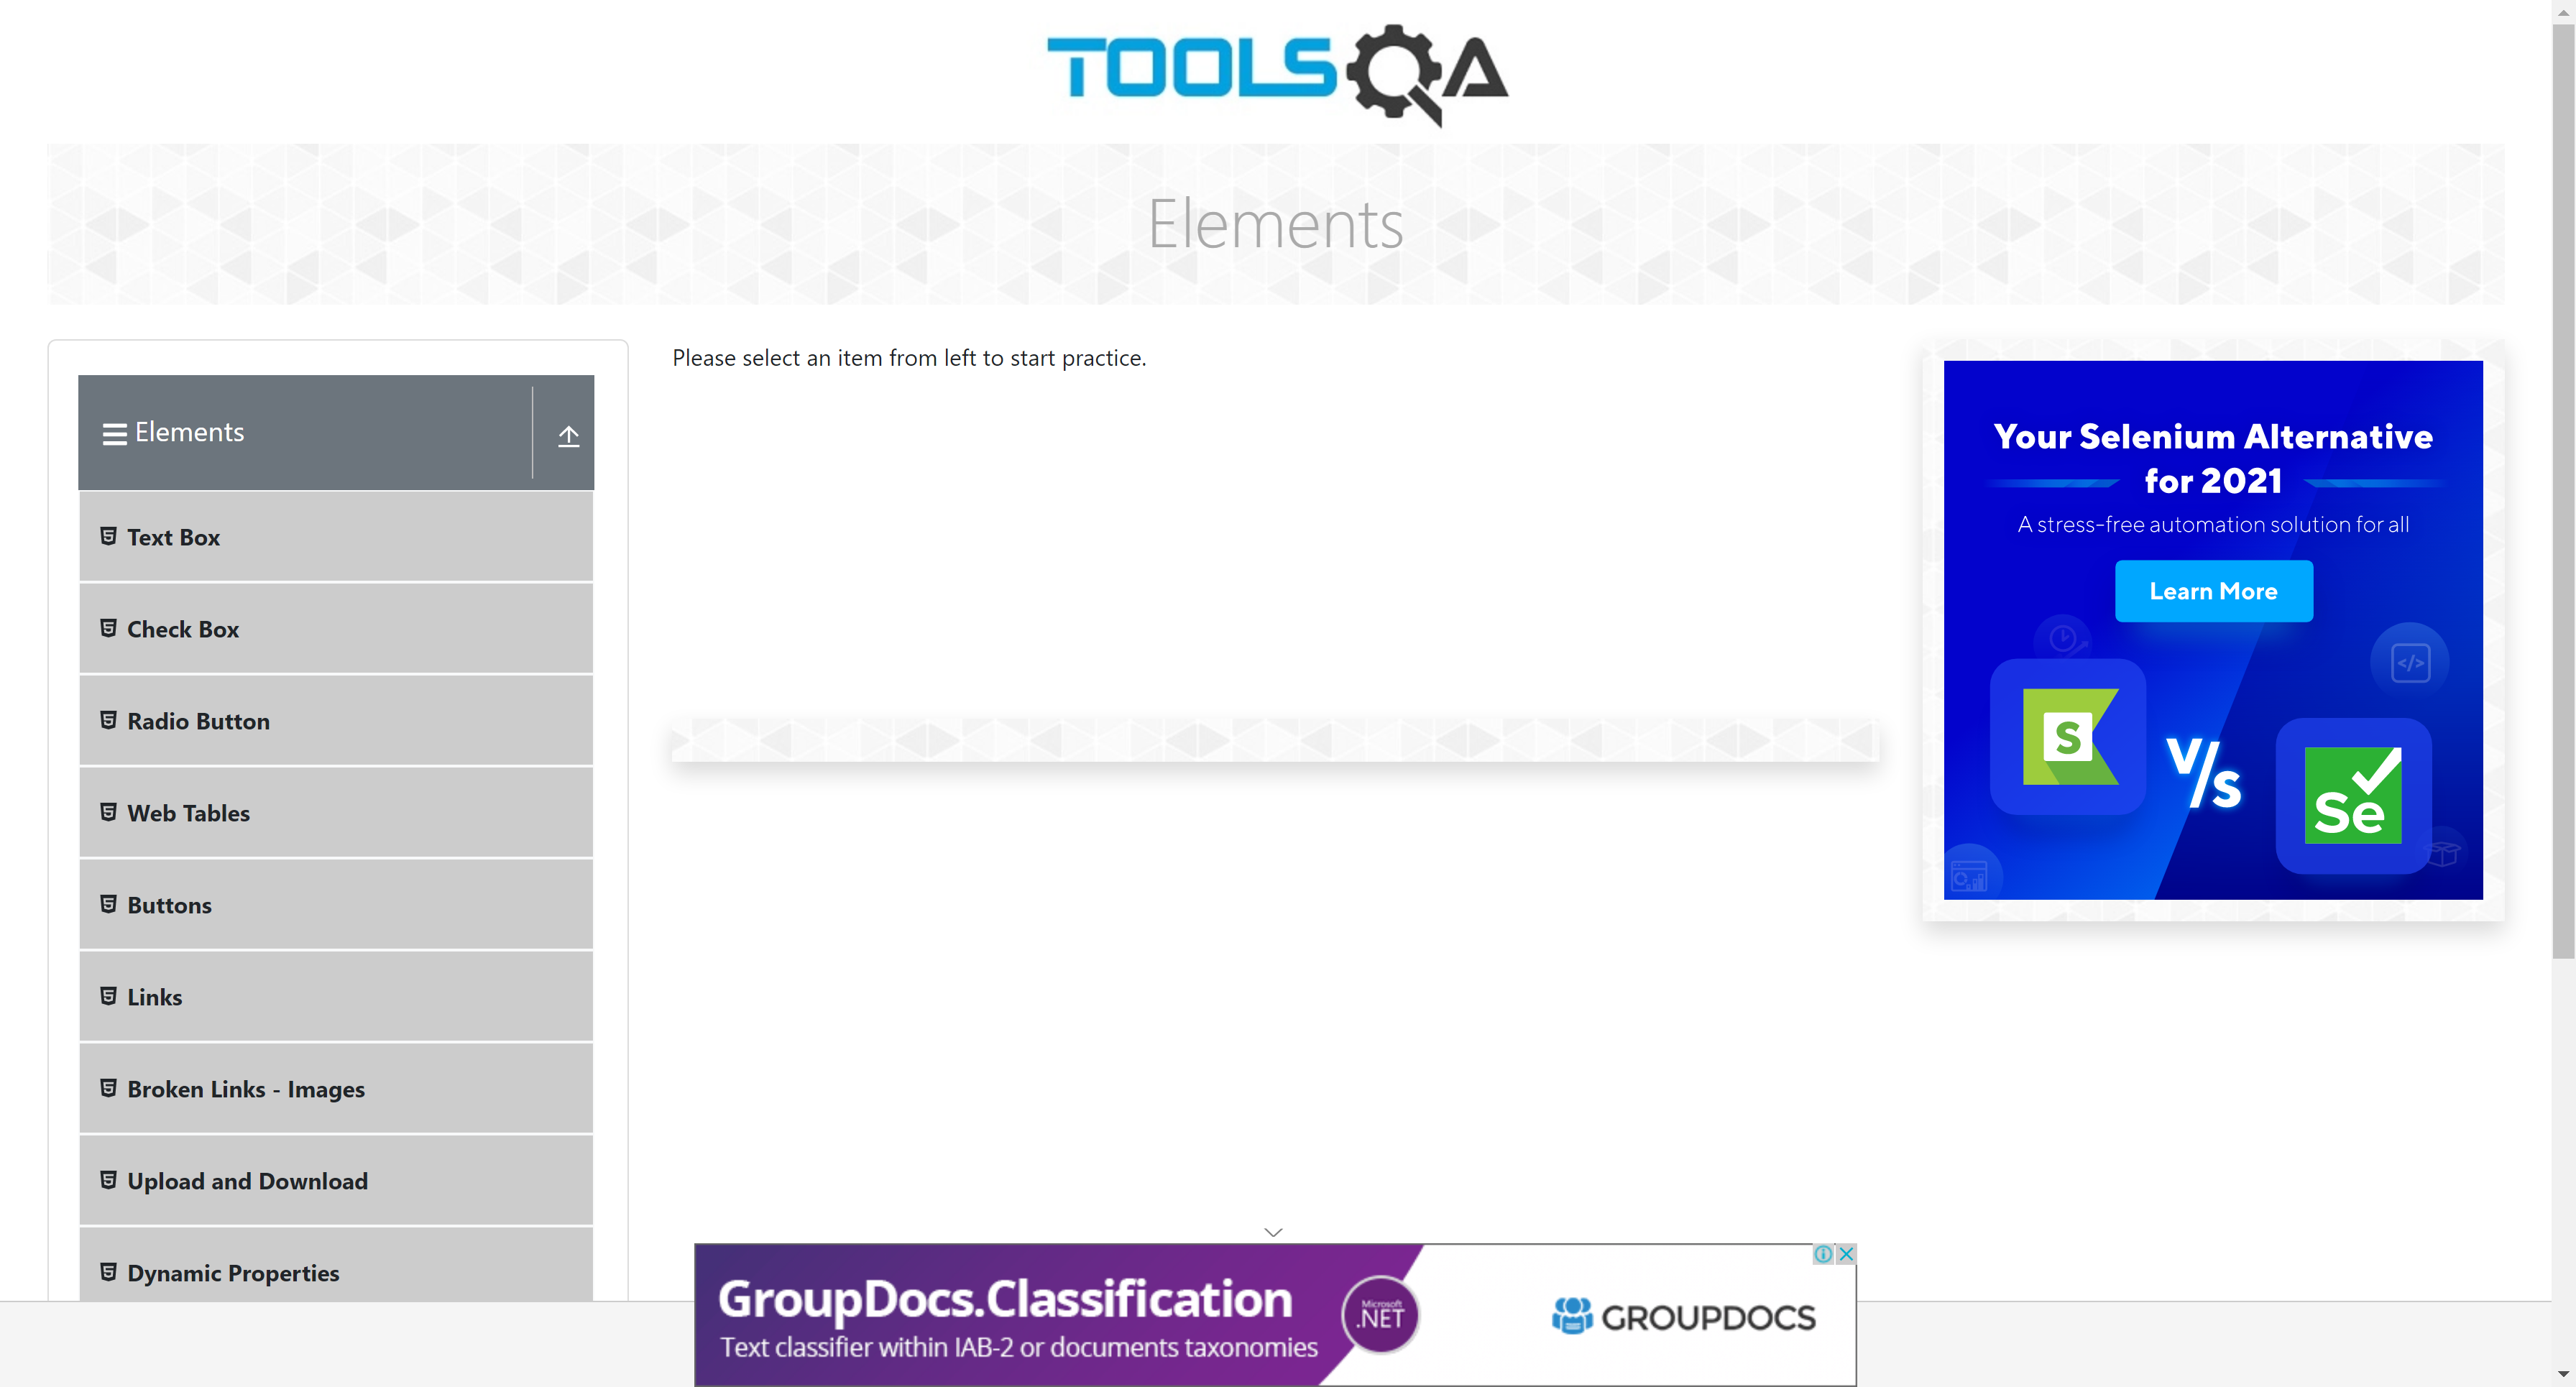 TOOLSQA
Elements
Elements
Text Box
Check Box
Radio Button
Web Tables
Buttons
Links
Broken Links - Images
Upload and Download
Dynamic Properties
Please select an item from left to start practice.
Your Selenium Alternative
for 2021
A stress-free automation solution for all
Learn More
S
V/s
Se
</>
GroupDocs.Classification
Text classifier within IAB-2 or documents taxonomies
Microsoft
.NET
GROUPDOCS